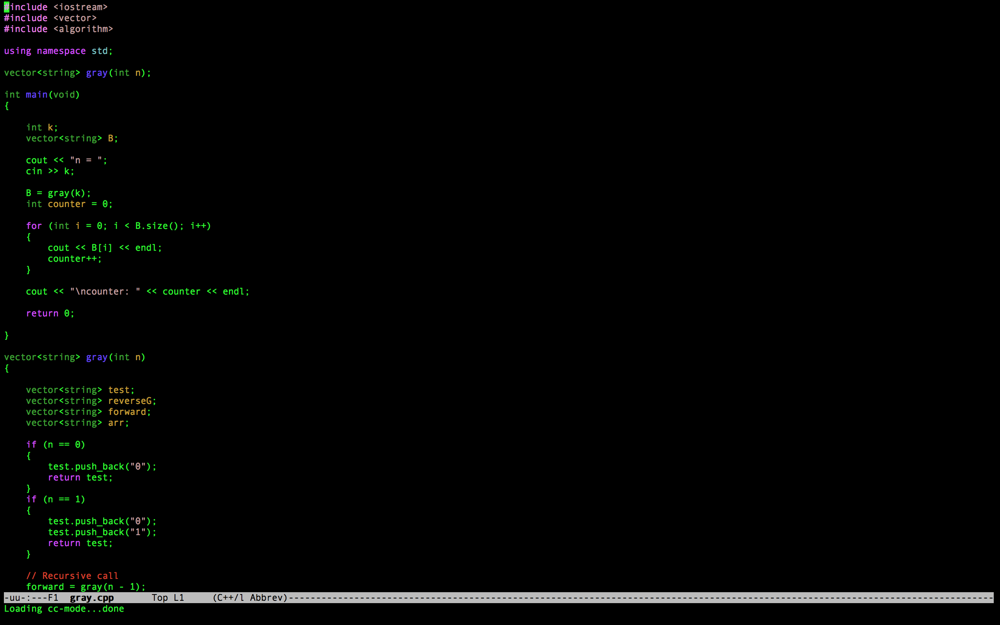 #include <iostream>
#include <vector>
#include <algorithm>
using namespace std;
vector<string> gray(int n);
int main(void)
{
    int k;
    vector<string> B;
    cout << "n = ";
    cin >> k;
    B = gray(k);
    int counter = 0;
    for (int i = 0; i < B.size(); i++)
    {
        cout << B[i] << endl;
        counter++;
    }
    cout << "\ncounter: " << counter << endl;
    return 0;
}
vector<string> gray(int n)
{
    vector<string> test;
    vector<string> reverseG;
    vector<string> forward;
    vector<string> arr;
    if (n == 0)
    {
        test.push_back("0");
        return test;
    }
    if (n == 1)
    {
        test.push_back("0");
        test.push_back("1");
        return test;
    }
    // Recursive call
    forward = gray(n - 1);
-uu-:---F1  gray.cpp       Top L1     (C++/l Abbrev)---------------------------------------------------------------------------------------------------------------------------------
Loading cc-mode...done